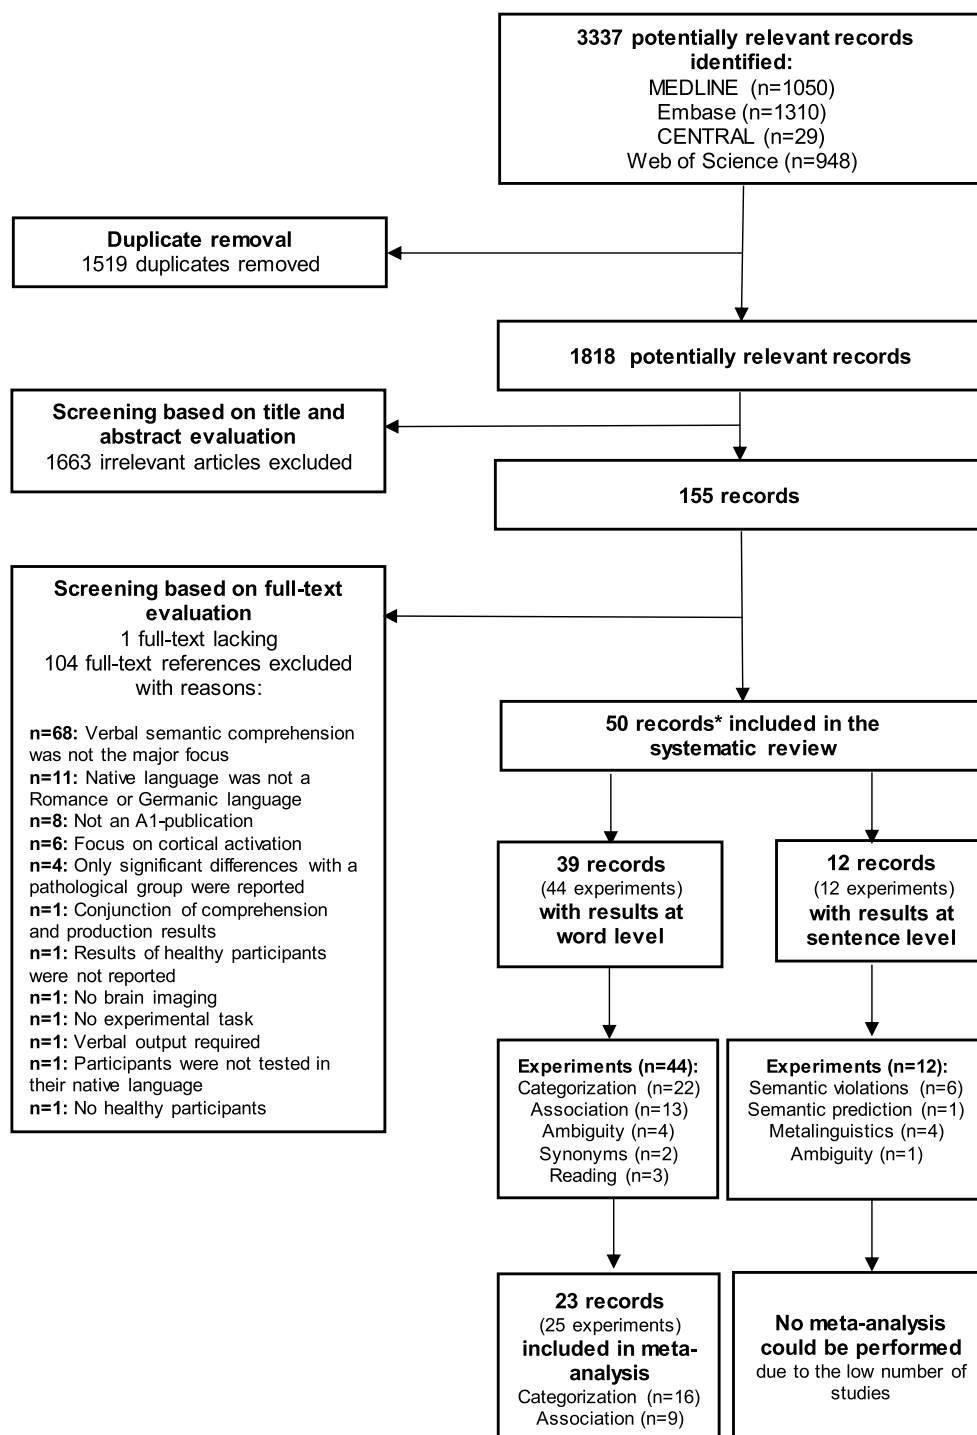 3337 potentially relevant records
identified:
MEDLINE (n=1050)
Embase (n=1310)
CENTRAL (n=29)
Web of Science (n=948)
Duplicate removal
1519 duplicates removed
1818 potentially relevant records
Screening based on title and
abstract evaluation
1663 irrelevant articles excluded
155 records
Screening based on full-text
evaluation
1 full-text lacking
104 full-text references excluded
with reasons:
n=68: Verbal semantic comprehension
was not the major focus
n=11: Native language was not a
Romance or Germanic language
n=8: Not an A1-publication
n=6: Focus on cortical activation
n=4: Only significant differences with a
pathological group were reported
n=1: Conjunction of comprehension
and production results
n=1: Results of healthy participants
were not reported
n=1: No brain imaging
n=1: No experimental task
n=1: Verbal output required
n=1: Participants were not tested in
their native language
n=1: No healthy participants
50 records* included in the
systematic review
39 records
(44 experiments)
with results at
word level
12 records
(12 experiments)
with results at
sentence level
Experiments (n=44):
Categorization (n=22)
Association (n=13)
Ambiguity (n=4)
Synonyms (n=2)
Reading (n=3)
Experiments (n=12):
Semantic violations (n=6)
Semantic prediction (n=1)
Metalinguistics (n=4)
Ambiguity (n=1)
23 records
(25 experiments)
included in meta-
analysis
Categorization (n=16)
Association (n=9)
No meta-analysis
could be performed
due to the low number of
studies